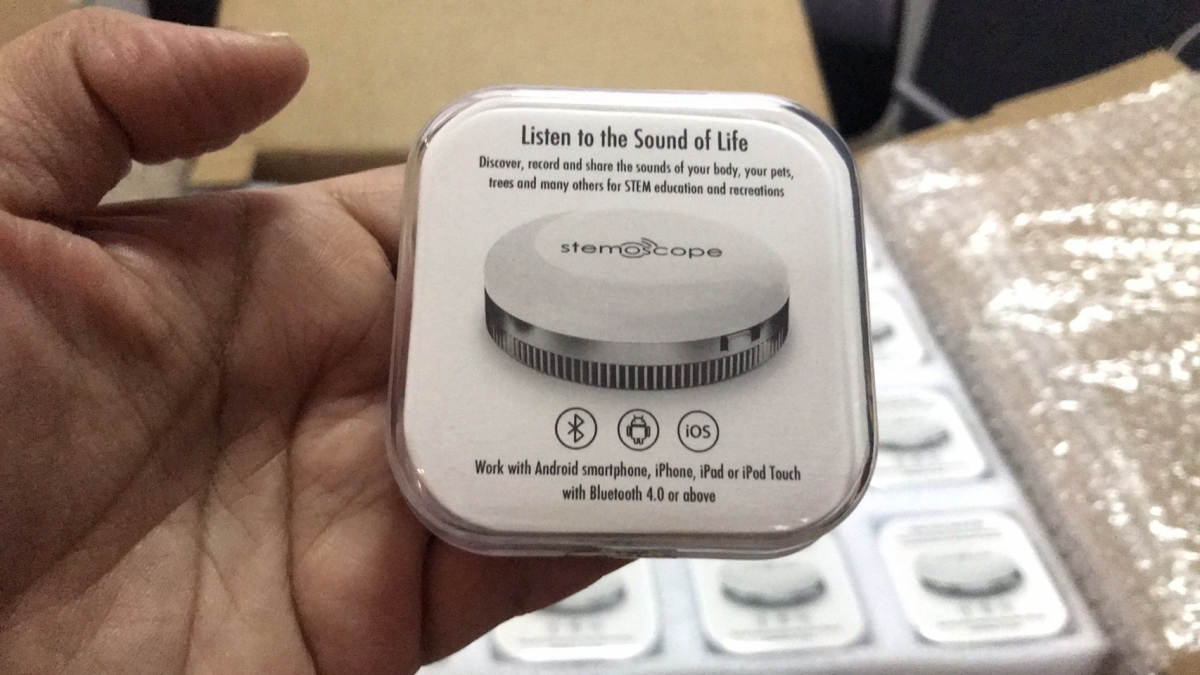 Listen to the Sound of Life
Discover, record and share the sounds of your body, your pets,
trees and many others for STEM education and recreations
stemoscope
iOS
Work with Android smartphone, iPhone, iPad or iPod Touch
with Bluetooth 4.0 or above